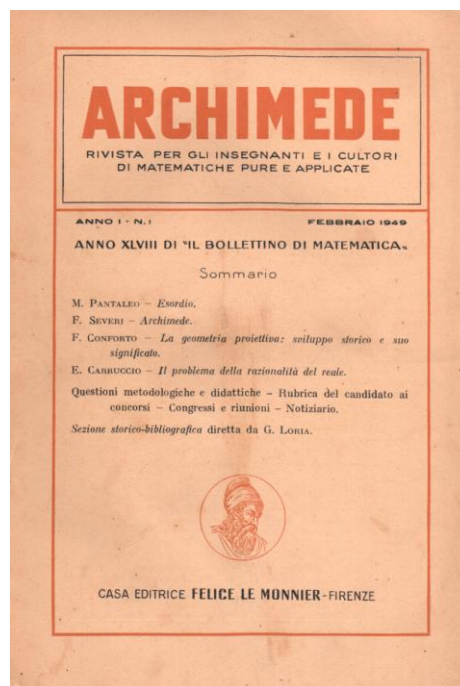 ARCHIMEDE
RIVISTA PER GLI INSEGNANTI E I CULTORI
DI MATEMATICHE PURE E APPLICATE
ANNO I - N. 1 FEBBRAIO 1949
ANNO XLVIII DI "IL BOLLETTINO DI MATEMATICA„
Sommario
M. PANTALEO – Esordio.
F. SEVERI – Archimede.
F. CONFORTO – La geometria proiettiva: sviluppo storico e suo
significato.
E. CARRUCCIO – Il problema della razionalità del reale.
Questioni metodologiche e didattiche – Rubrica del candidato ai
concorsi – Congressi e riunioni – Notiziario.
Sezione storico-bibliografica diretta da G. LORIA.
CASA EDITRICE FELICE LE MONNIER - FIRENZE